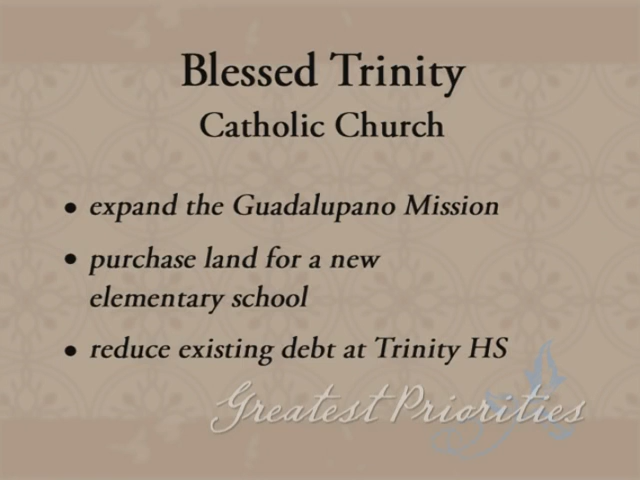 Blessed Trinity
Catholic Church
• expand the Guadalupano Mission
• purchase land for a new
elementary school
• reduce existing debt at Trinity HS
Greatest Priorities